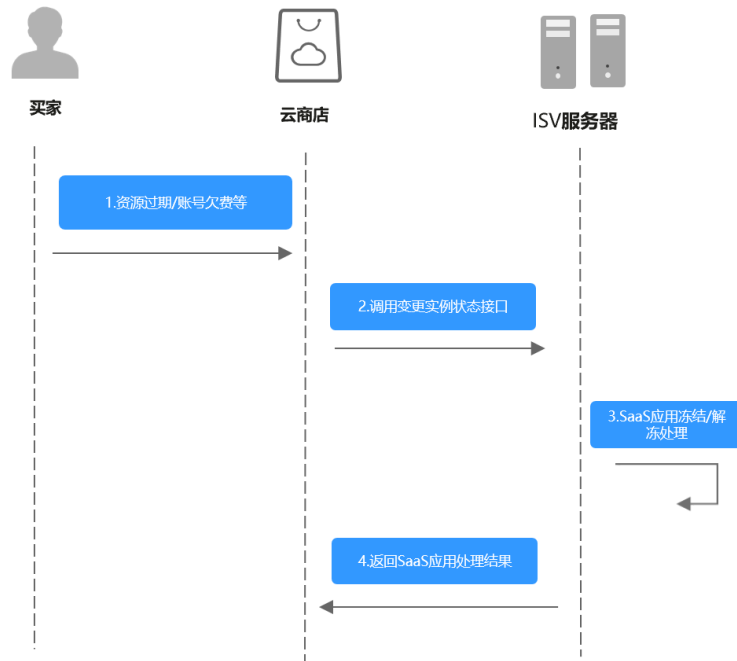 买家
云商店
ISV服务器
1.资源过期/账号欠费等
2.调用变更实例状态接口
3.SaaS应用冻结/解
冻处理
4.返回SaaS应用处理结果